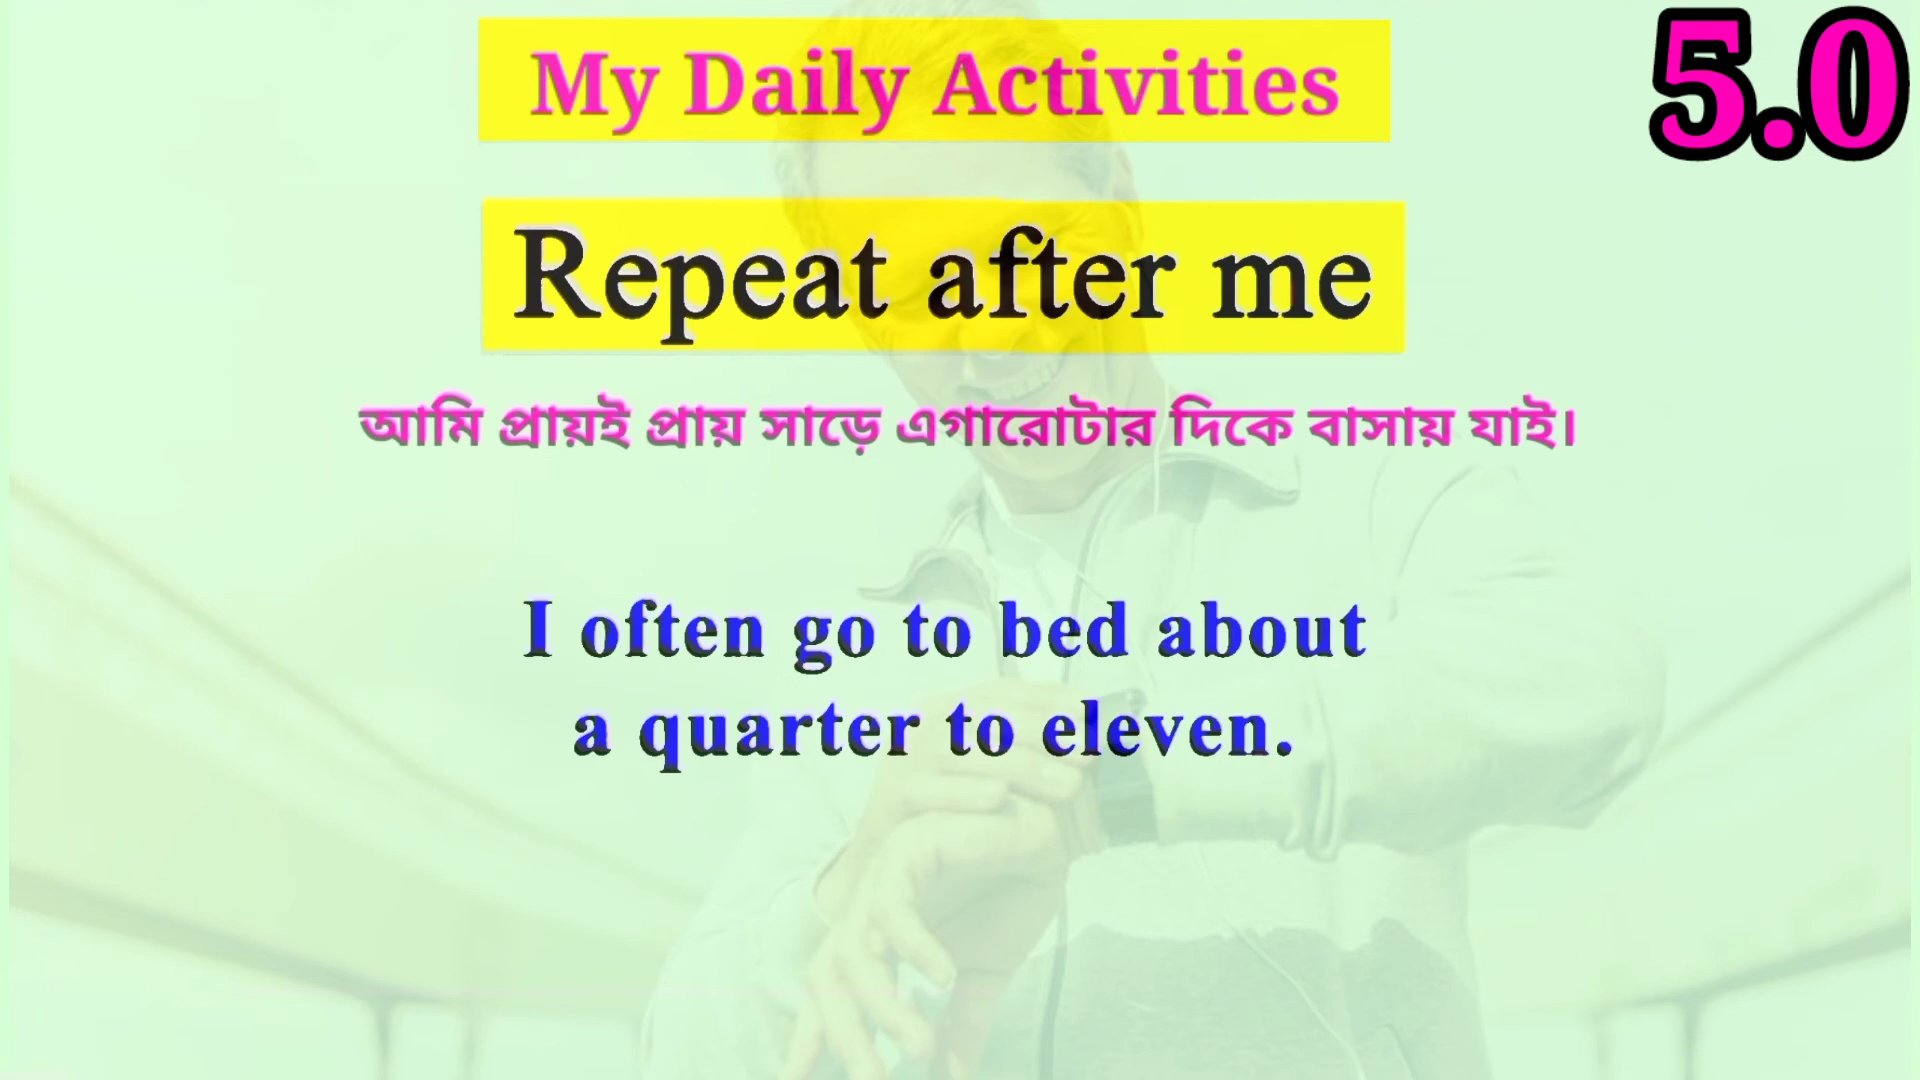 My Daily Activities
5.0
Repeat after me
আমি প্রায়ই প্রায় সাড়ে এগারোটার দিকে বাসায় যাই।
I often go to bed about
a quarter to eleven.